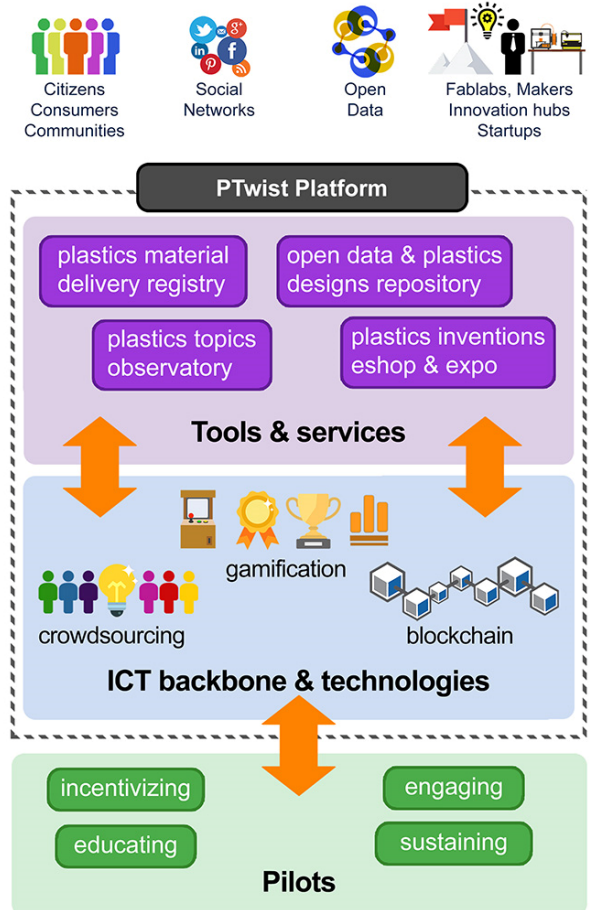 Citizens
Consumers
Communities
Social
Networks
Open
Data
Fablabs, Makers
Innovation hubs
Startups
PTwist Platform
plastics material
delivery registry
open data & plastics
designs repository
plastics topics
observatory
plastics inventions
eshop & expo
Tools & services
gamification
crowdsourcing
blockchain
ICT backbone & technologies
incentivizing
engaging
educating
sustaining
Pilots